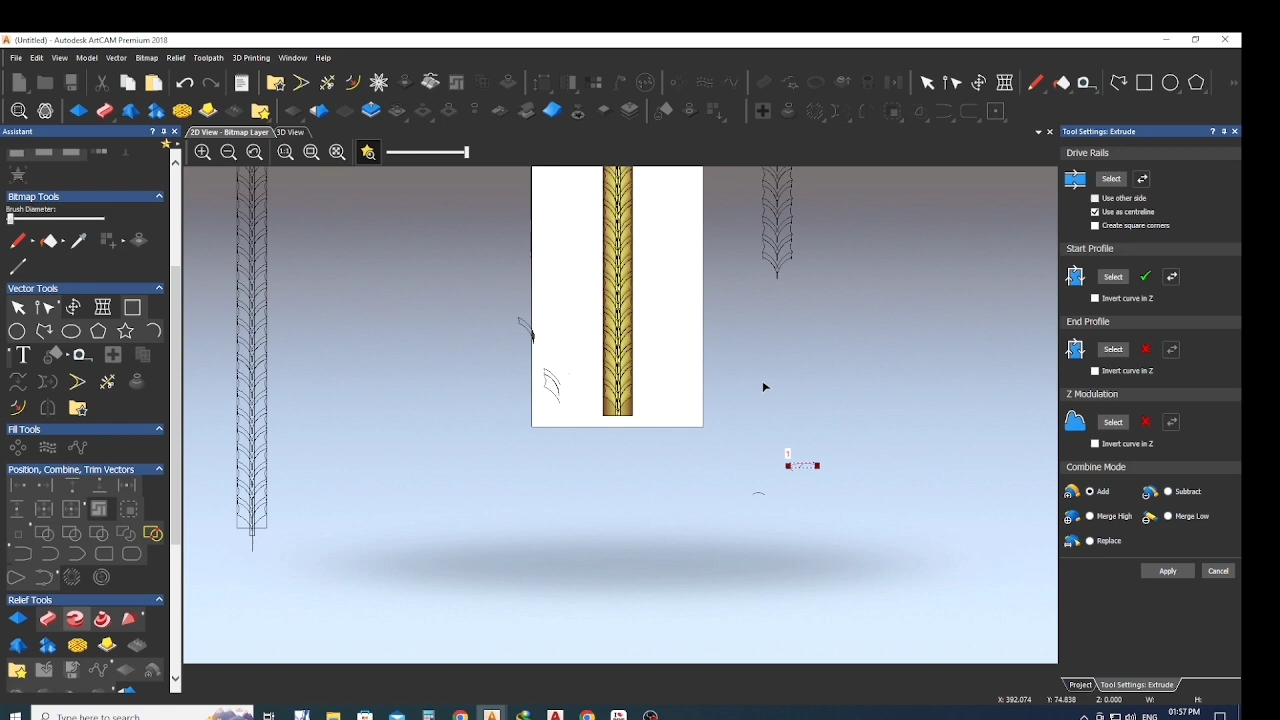 (Untitled) - Autodesk ArtCAM Premium 2018
File Edit View Model Vector Bitmap Relief Toolpath 3D Printing Window Help
Assistant
2D View - Bitmap Layer
3D View
Tool Settings: Extrude
Bitmap Tools
Brush Diameter:
Vector Tools
Fill Tools
Position, Combine, Trim Vectors
Relief Tools
1
Drive Rails
Select
Use other side
Use as centreline
Create square corners
Start Profile
Select
Invert curve in Z
End Profile
Select
Invert curve in Z
Z Modulation
Select
Invert curve in Z
Combine Mode
Add
Subtract
Merge High
Merge Low
Replace
Apply
Cancel
Project
Tool Settings: Extrude
X: 392.074 Y: 74.838 Z: 0.000 W: H:
Type here to search
ENG
01:57 PM